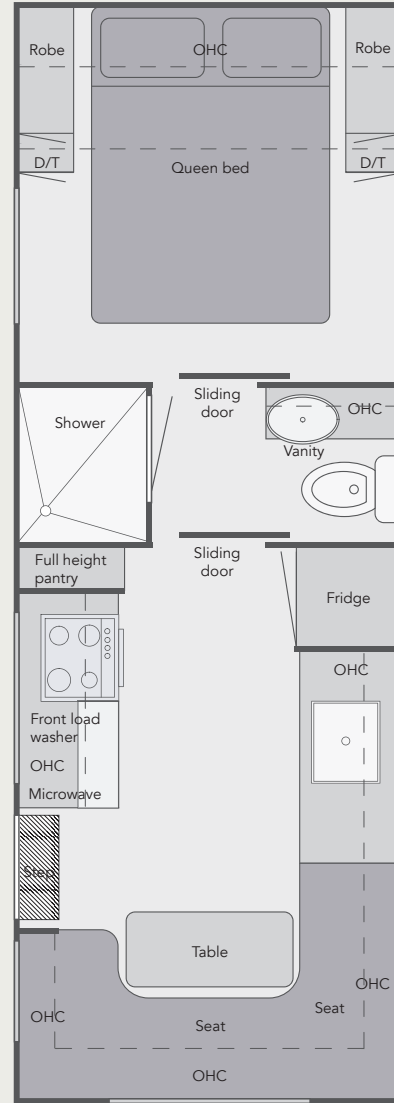 Robe
OHC
Robe
D/T
D/T
Queen bed
Sliding
door
Shower
OHC
Vanity
Sliding
door
Full height
pantry
Fridge
OHC
Front load
washer
OHC
Microwave
Step
Table
OHC
Seat
OHC
Seat
OHC